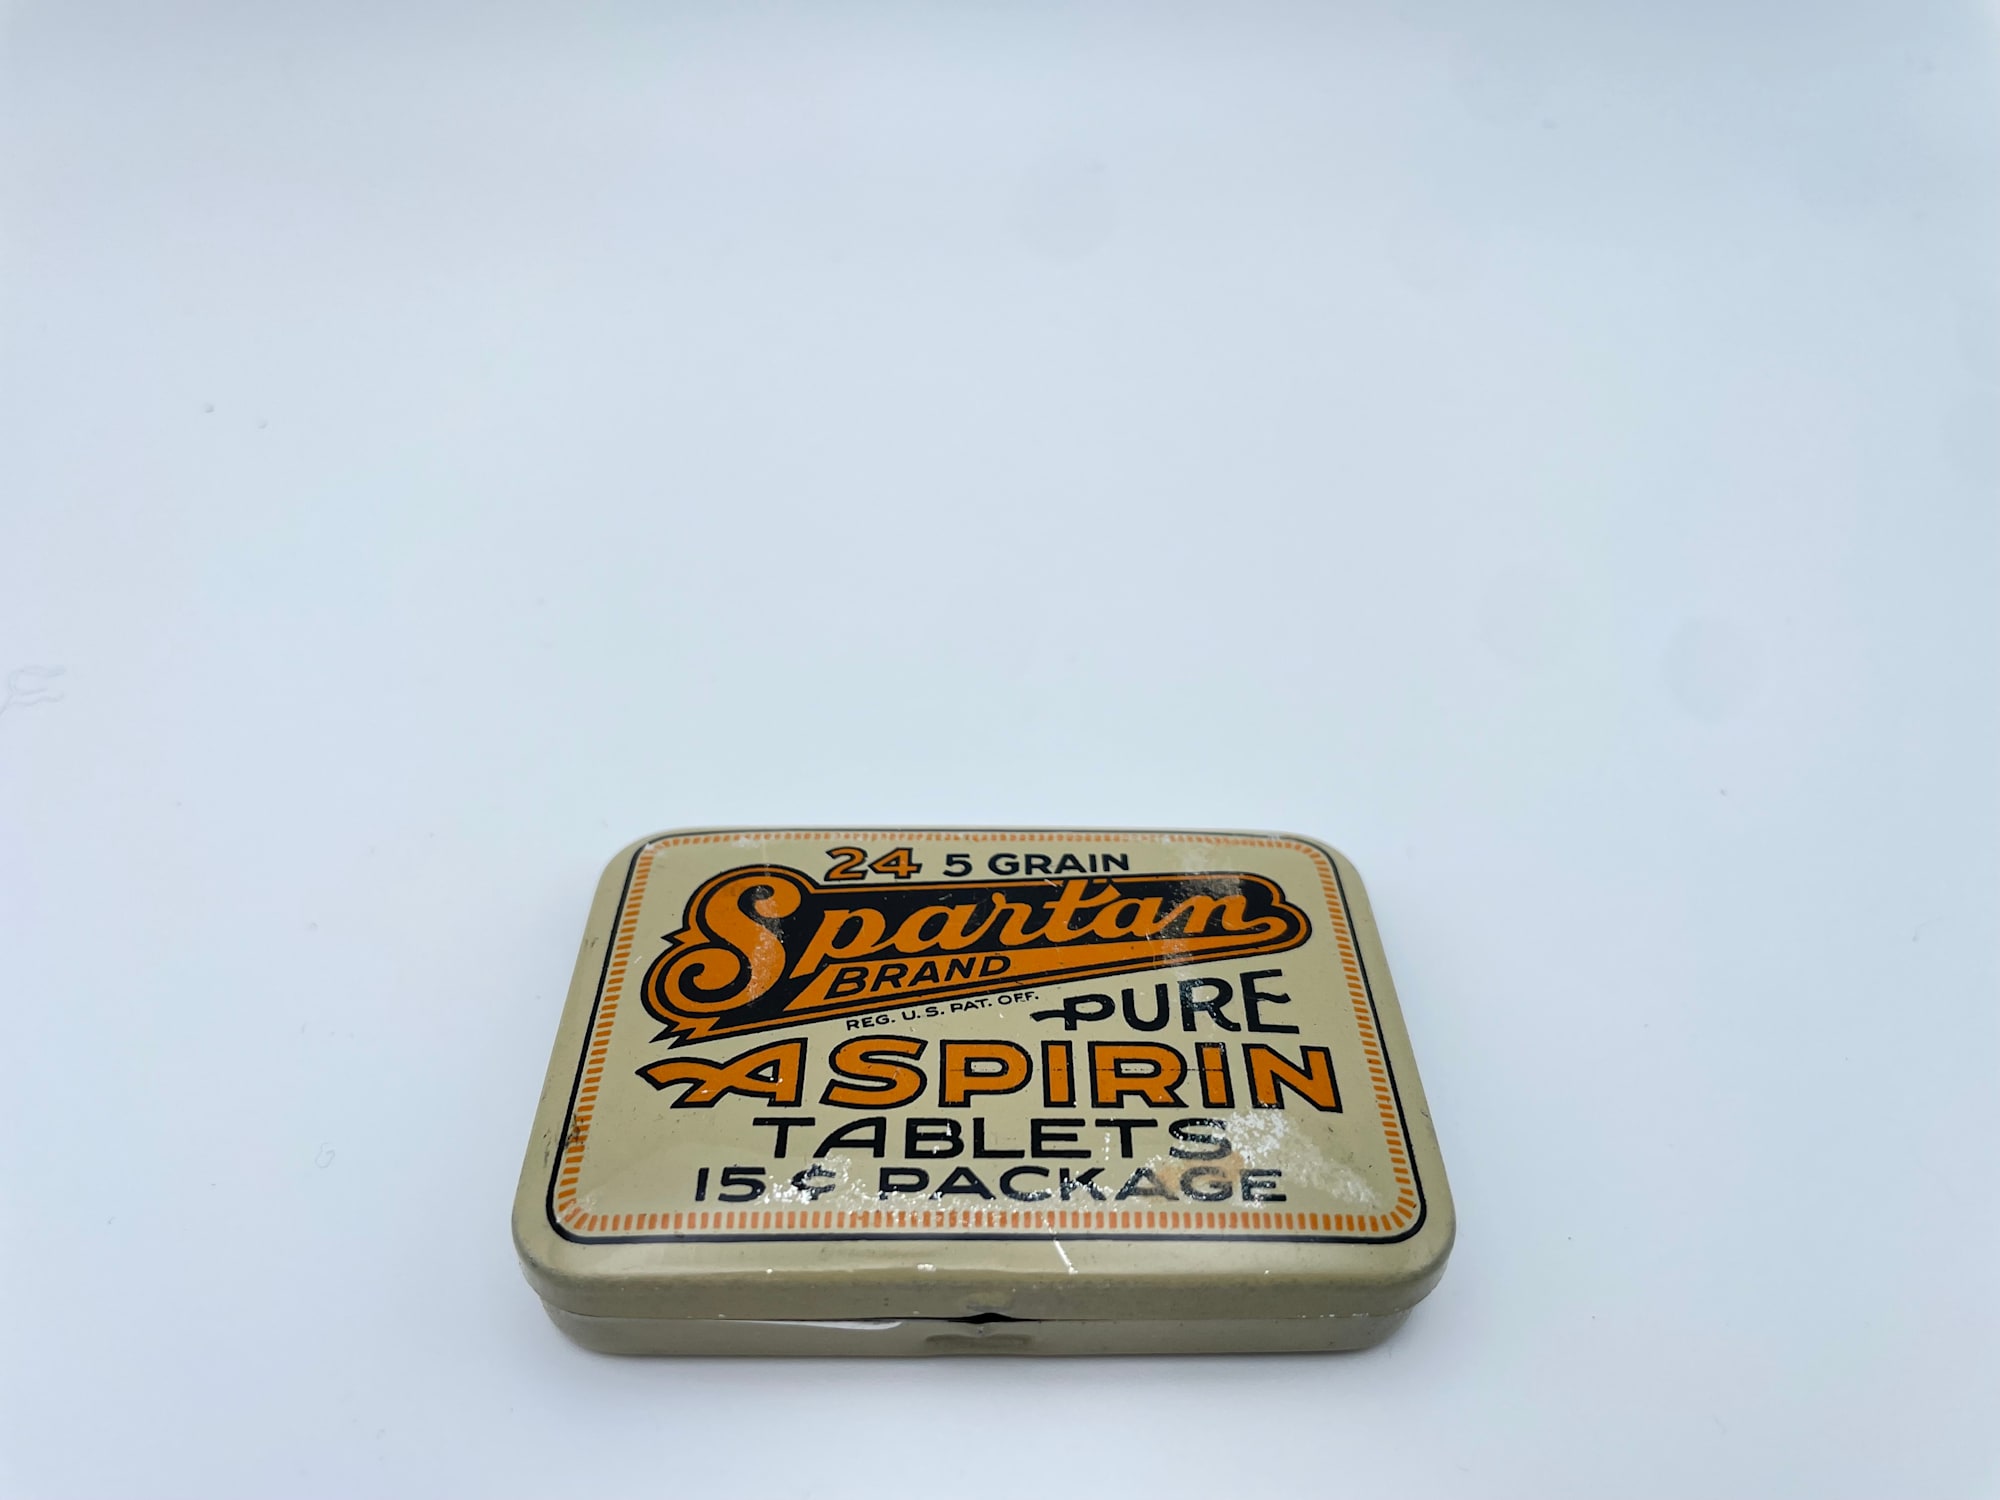 24 5 GRAIN
Spartan
BRAND
REG. U.S. PAT. OFF.
PURE
ASPIRIN
TABLETS
15¢ PACKAGE